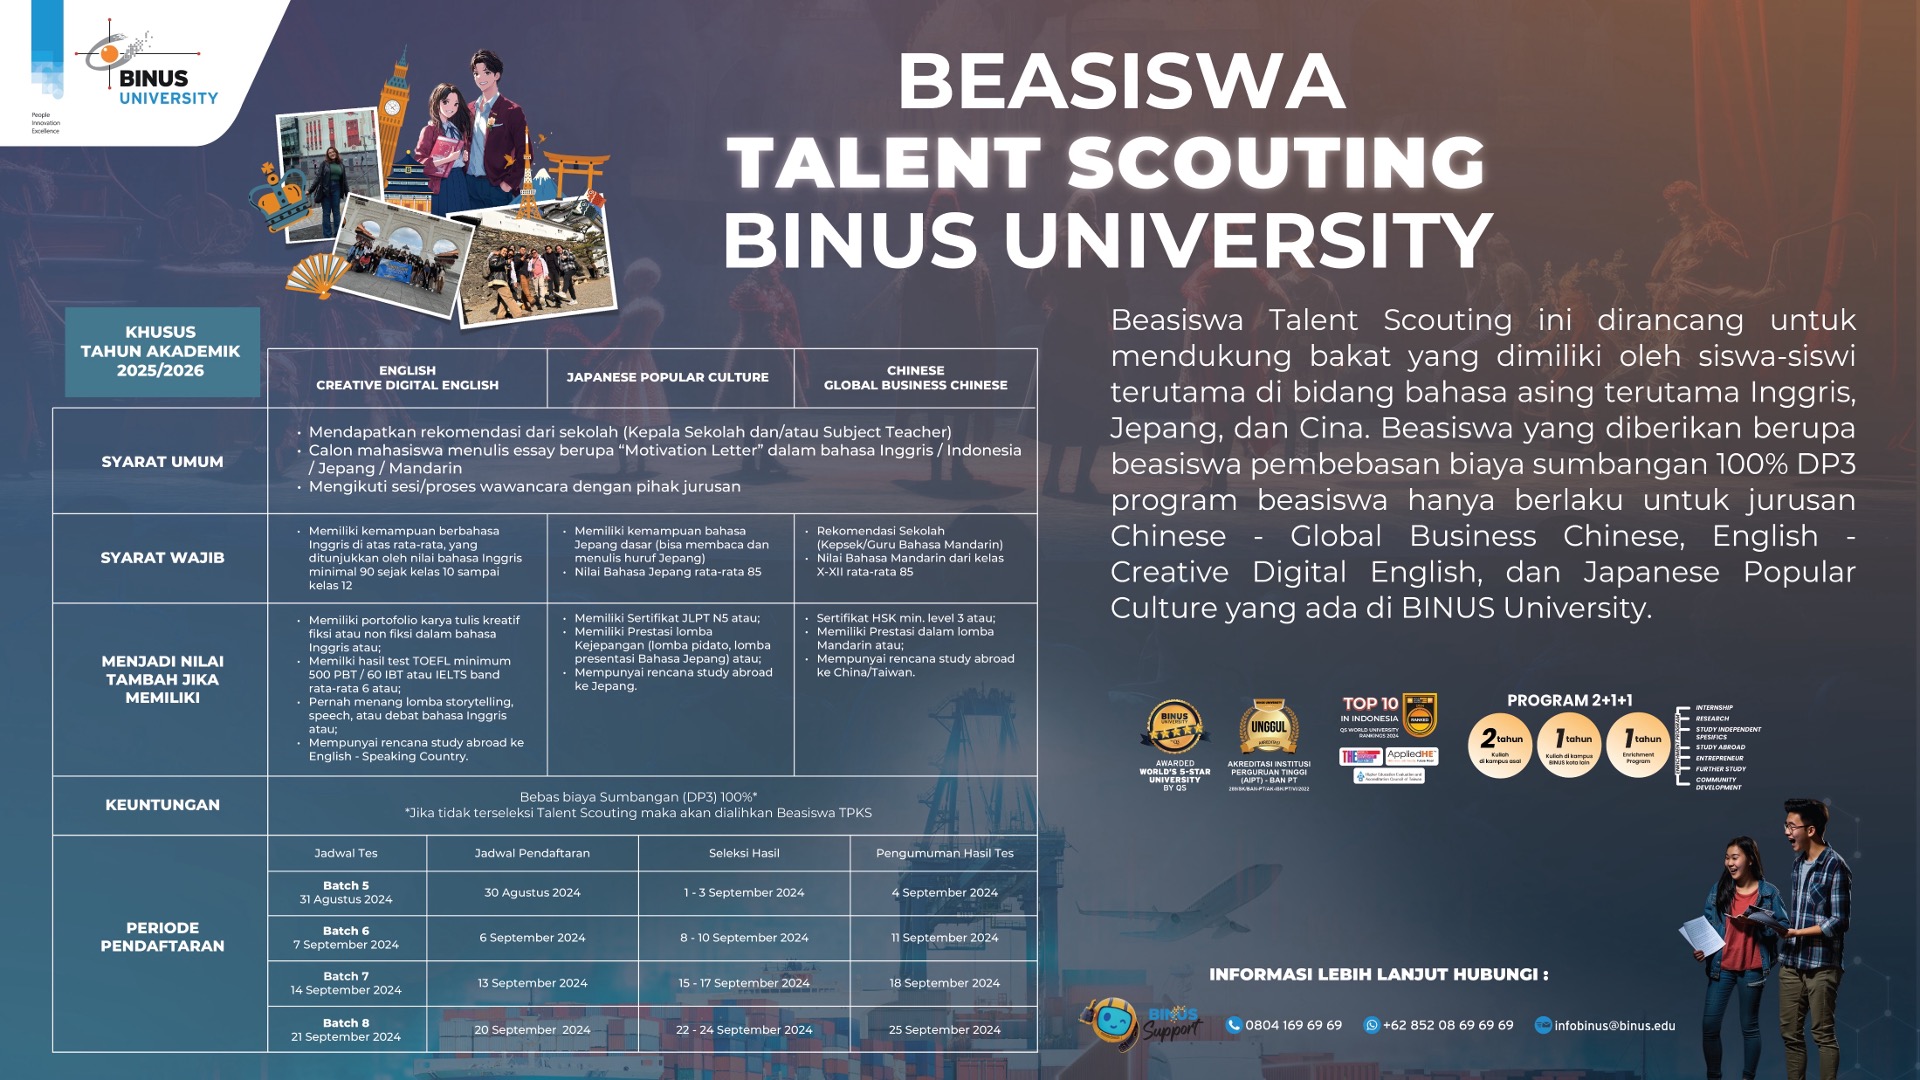 People
Innovation
Excellence
BINUS
UNIVERSITY
BEASISWA
TALENT SCOUTING
BINUS UNIVERSITY
KHUSUS
TAHUN AKADEMIK
2025/2026
ENGLISH
CREATIVE DIGITAL ENGLISH
JAPANESE POPULAR CULTURE
CHINESE
GLOBAL BUSINESS CHINESE
SYARAT UMUM
• Mendapatkan rekomendasi dari sekolah (Kepala Sekolah dan/atau Subject Teacher)
• Calon mahasiswa menulis essay berupa “Motivation Letter” dalam bahasa Inggris / Indonesia
/ Jepang / Mandarin
• Mengikuti sesi/proses wawancara dengan pihak jurusan
SYARAT WAJIB
• Memiliki kemampuan berbahasa
Inggris di atas rata-rata, yang
ditunjukkan oleh nilai bahasa Inggris
minimal 90 sejak kelas 10 sampai
kelas 12
• Memiliki kemampuan bahasa
Jepang dasar (bisa membaca dan
menulis huruf Jepang)
• Nilai Bahasa Jepang rata-rata 85
• Rekomendasi Sekolah
(Kepsek/Guru Bahasa Mandarin)
• Nilai Bahasa Mandarin dari kelas
X-XII rata-rata 85
MENJADI NILAI
TAMBAH JIKA
MEMILIKI
• Memiliki portofolio karya tulis kreatif
fiksi atau non fiksi dalam bahasa
Inggris atau;
• Memilki hasil test TOEFL minimum
500 PBT / 60 IBT atau IELTS band
rata-rata 6 atau;
• Pernah menang lomba storytelling,
speech, atau debat bahasa Inggris
atau;
• Mempunyai rencana study abroad ke
English - Speaking Country.
• Memiliki Sertifikat JLPT N5 atau;
• Memiliki Prestasi lomba
Kejepangan (lomba pidato, lomba
presentasi Bahasa Jepang) atau;
• Mempunyai rencana study abroad
ke Jepang.
• Sertifikat HSK min. level 3 atau;
• Memiliki Prestasi dalam lomba
Mandarin atau;
• Mempunyai rencana study abroad
ke China/Taiwan.
KEUNTUNGAN
Bebas biaya Sumbangan (DP3) 100%*
*Jika tidak terseleksi Talent Scouting maka akan dialihkan Beasiswa TPKS
PERIODE
PENDAFTARAN
Jadwal Tes
Jadwal Pendaftaran
Seleksi Hasil
Pengumuman Hasil Tes
Batch 5
31 Agustus 2024
30 Agustus 2024
1 - 3 September 2024
4 September 2024
Batch 6
7 September 2024
6 September 2024
8 - 10 September 2024
11 September 2024
Batch 7
14 September 2024
13 September 2024
15 - 17 September 2024
18 September 2024
Batch 8
21 September 2024
20 September 2024
22 - 24 September 2024
25 September 2024
Beasiswa Talent Scouting ini dirancang untuk
mendukung bakat yang dimiliki oleh siswa-siswi
terutama di bidang bahasa asing terutama Inggris,
Jepang, dan Cina. Beasiswa yang diberikan berupa
beasiswa pembebasan biaya sumbangan 100% DP3
program beasiswa hanya berlaku untuk jurusan
Chinese - Global Business Chinese, English -
Creative Digital English, dan Japanese Popular
Culture yang ada di BINUS University.
BINUS
UNIVERSITY
AWARDED
WORLD'S 5-STAR
UNIVERSITY
BY QS
BINUS UNIVERSITY
UNGGUL
AKREDITASI INSTITUSI
PERGURUAN TINGGI
(AIPT) - BAN PT
TOP 10
IN INDONESIA
QS WORLD UNIVERSITY
RANKINGS 2024
RANKED
THE
AppliedHE
PROGRAM 2+1+1
2 tahun
Kuliah
di kampus asal
1 tahun
Kuliah di kampus
BINUS kota lain
1 tahun
Enrichment
Program
ENRICHMENT PROGRAM
INTERNSHIP
RESEARCH
STUDY INDEPENDENT
SPESIFICS
STUDY ABROAD
ENTREPRENEUR
FURTHER STUDY
COMMUNITY
DEVELOPMENT
INFORMASI LEBIH LANJUT HUBUNGI :
BINUS
Support
0804 169 69 69
+62 852 08 69 69 69
infobinus@binus.edu